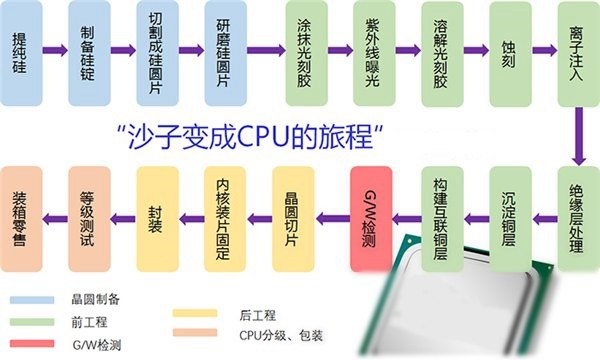 提纯硅
制备硅锭
切割成硅圆片
研磨硅圆片
涂抹光刻胶
紫外线曝光
溶解光刻胶
蚀刻
离子注入
“沙子变成CPU的旅程”
装箱零售
等级测试
封装
内核装片固定
晶圆切片
G/W检测
构建互联铜层
沉淀铜层
绝缘层处理
晶圆制备
前工程
G/W检测
后工程
CPU分级、包装